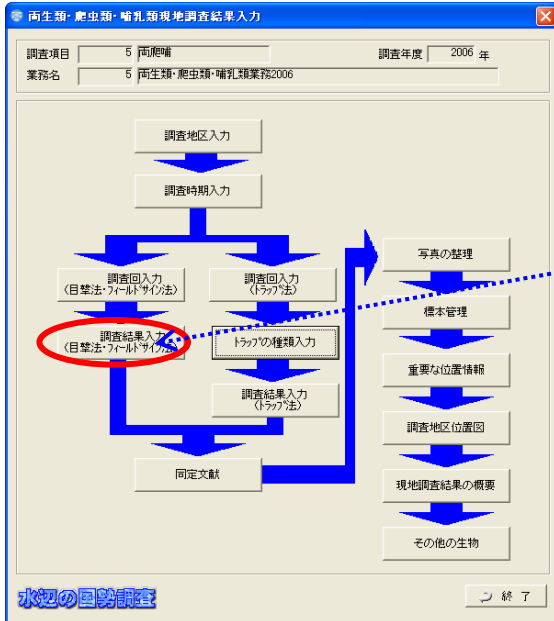 両生類・爬虫類・哺乳類現地調査結果入力
調査項目 5 両爬哺 調査年度 2006 年
業務名 5 両生類・爬虫類・哺乳類業務2006
調査地区入力
調査時期入力
調査回入力
(目撃法・フィールドサイン法)
調査回入力
(トラップ法)
調査結果入力
(目撃法・フィールドサイン法)
トラップの種類入力
調査結果入力
(トラップ法)
同定文献
写真の整理
標本管理
重要な位置情報
調査地区位置図
現地調査結果の概要
その他の生物
水辺の国勢調査
終了